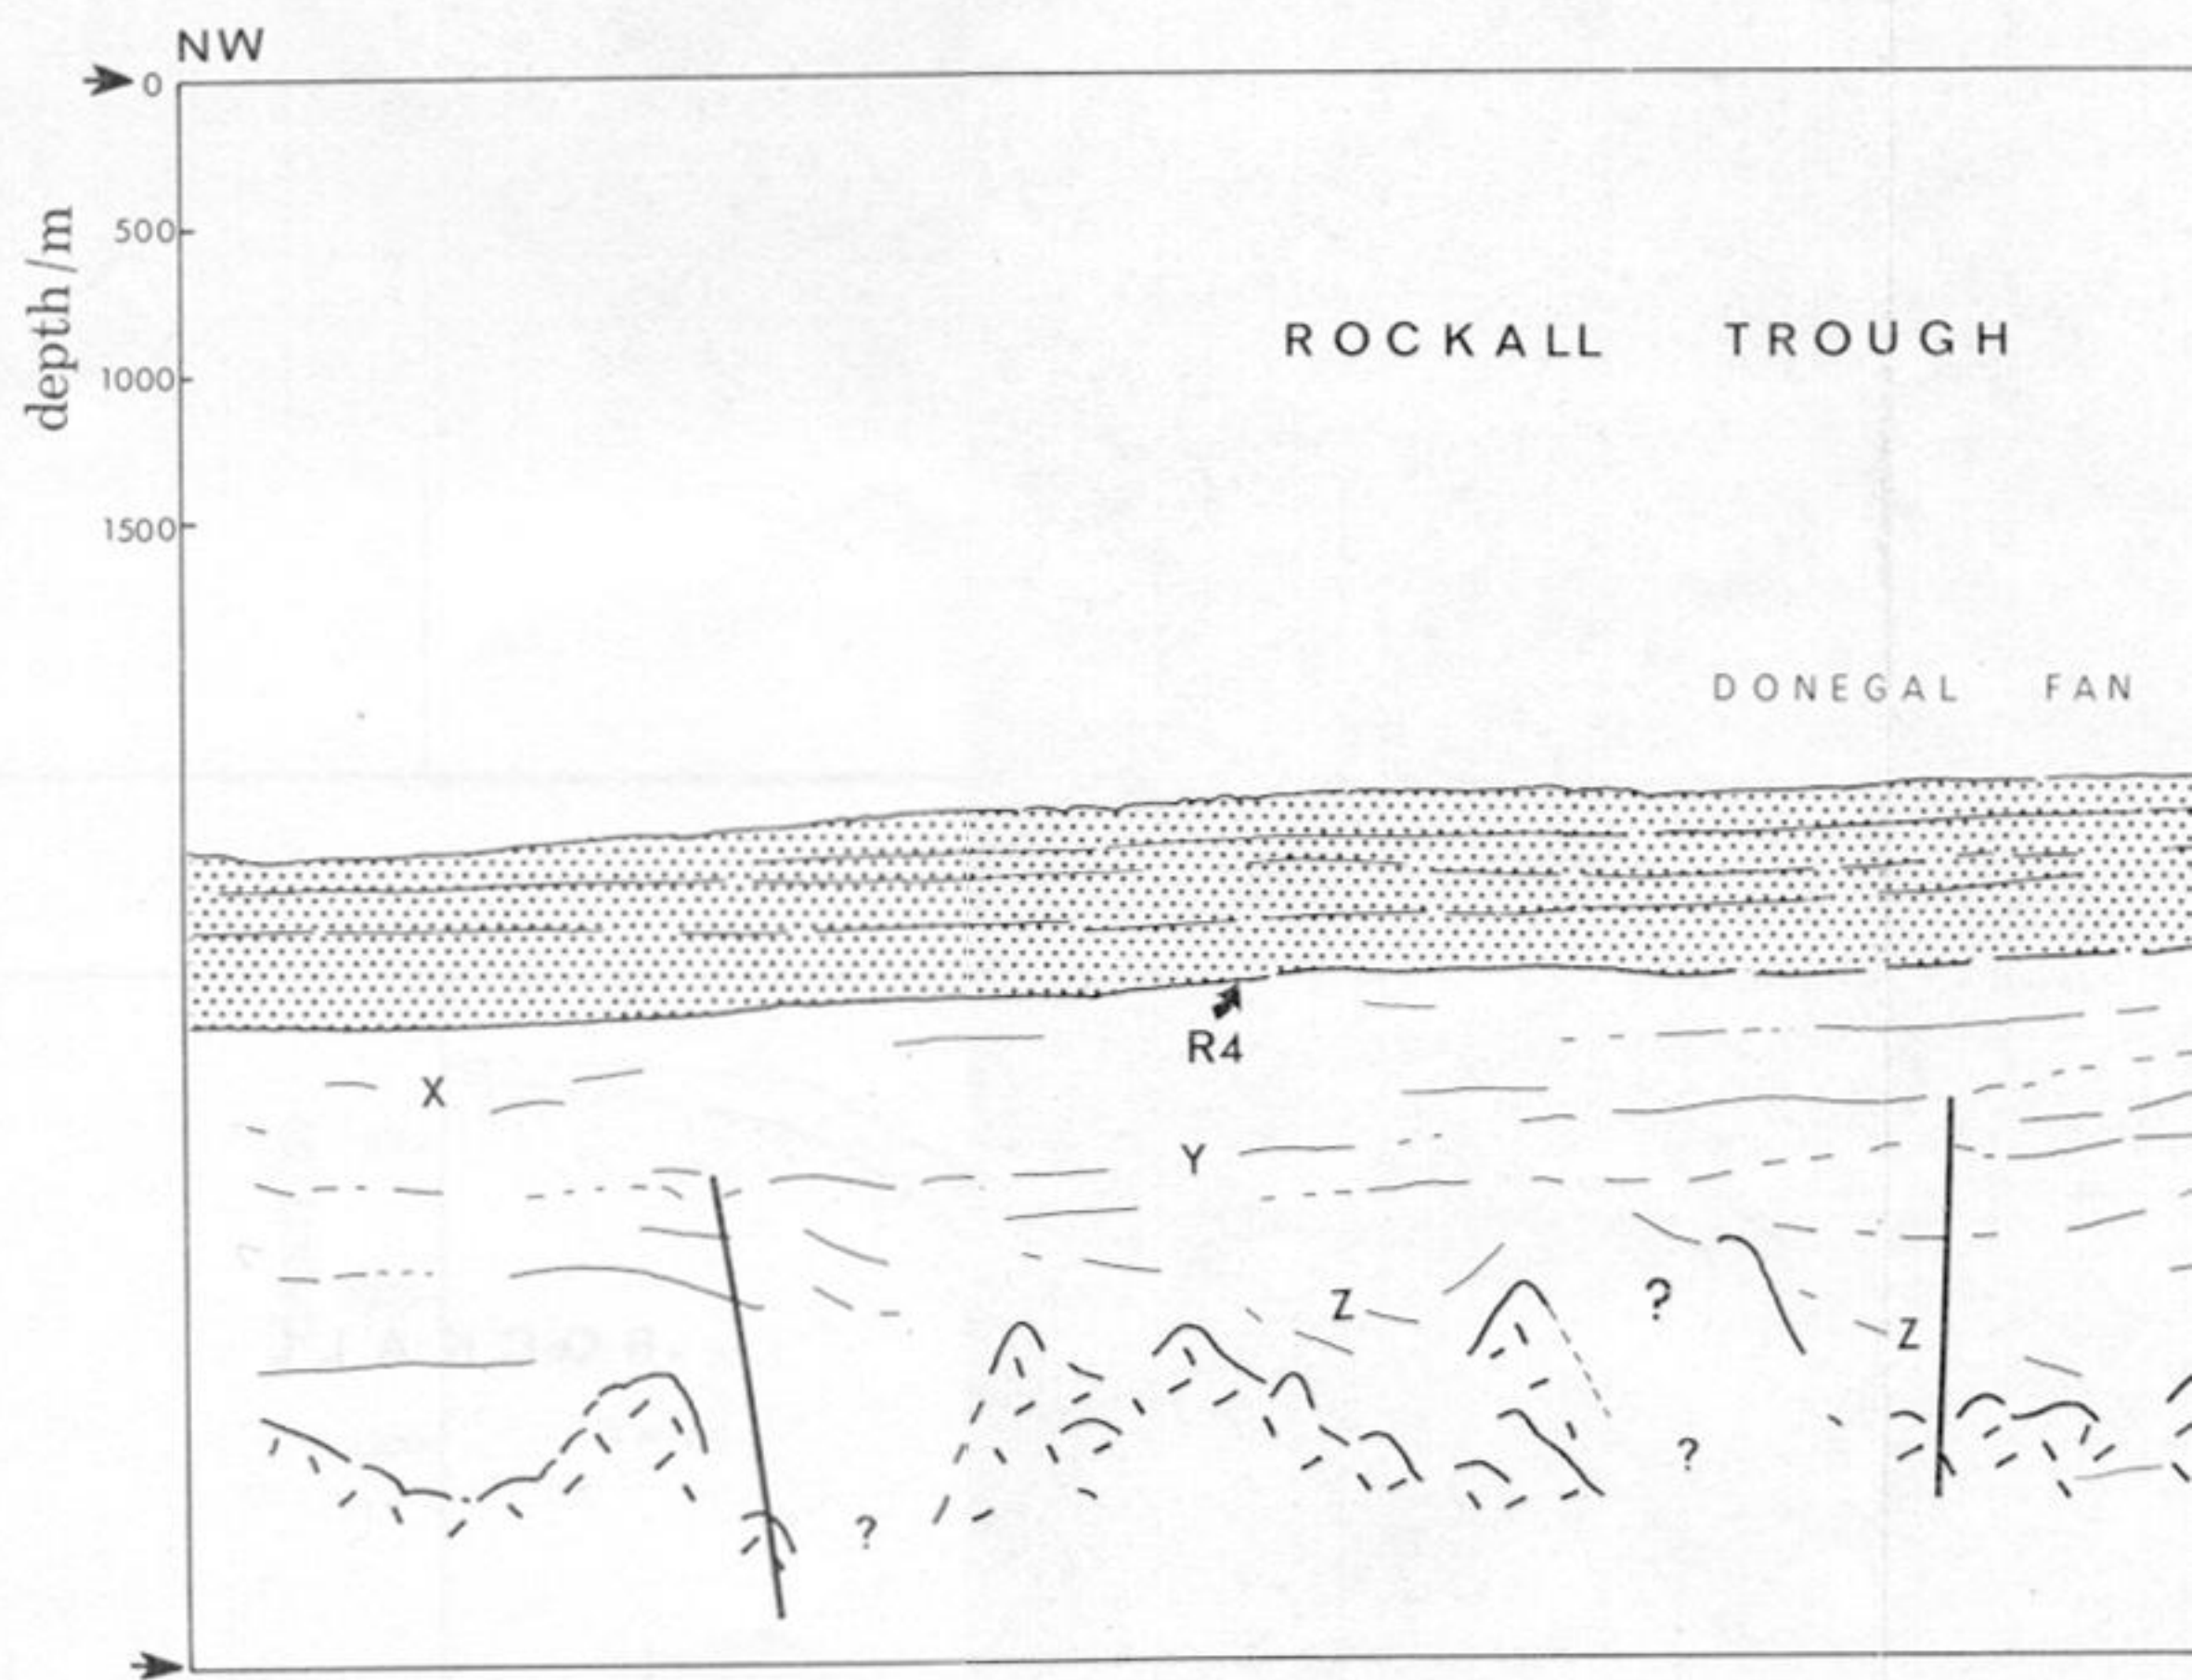 NW
0
500
depth/m
ROCKALL TROUGH
1000
1500
DONEGAL FAN
R4
X
Y
Z
?
Z
?
?